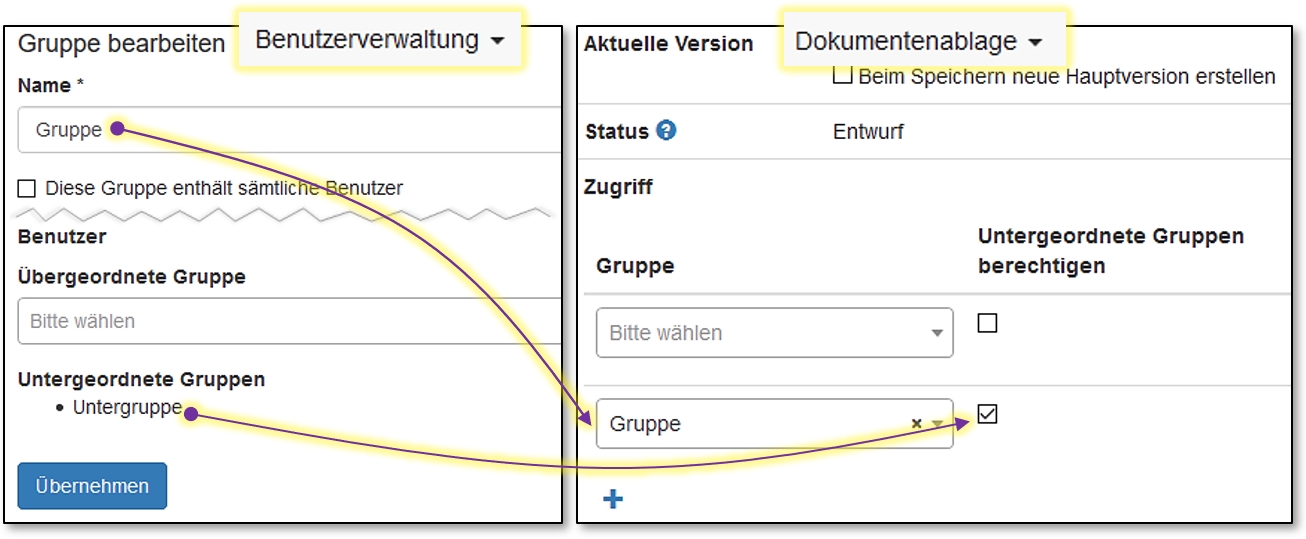 Gruppe bearbeiten
Benutzerverwaltung
Name *
Gruppe
Diese Gruppe enthält sämtliche Benutzer
Benutzer
Übergeordnete Gruppe
Bitte wählen
Untergeordnete Gruppen
Untergruppe
Übernehmen
Aktuelle Version
Dokumentenablage
Beim Speichern neue Hauptversion erstellen
Status ?
Entwurf
Zugriff
Gruppe
Untergeordnete Gruppen
berechtigen
Bitte wählen
Gruppe